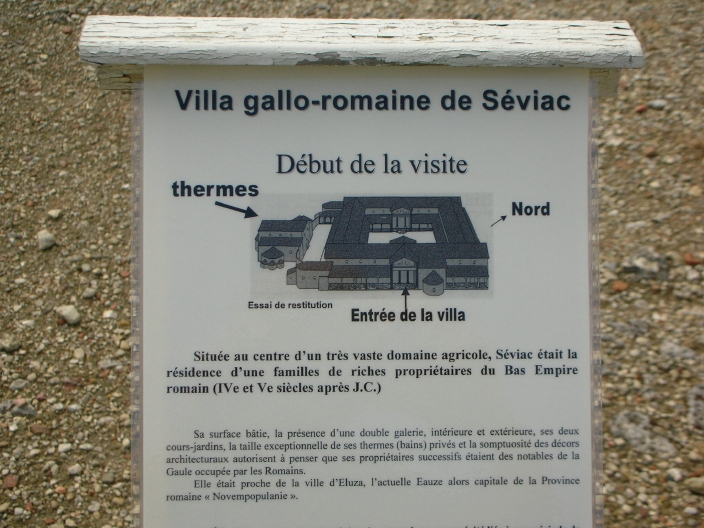 Villa gallo-romaine de Séviac
Début de la visite
thermes
Nord
Essai de restitution
Entrée de la villa
Située au centre d'un très vaste domaine agricole, Séviac était la
résidence d'une familles de riches propriétaires du Bas Empire
romain (IVe et Ve siècles après J.C.)
Sa surface bâtie, la présence d'une double galerie, intérieure et extérieure, ses deux
cours-jardins, la taille exceptionnelle de ses thermes (bains) privés et la somptuosité des décors
architecturaux autorisent à penser que ses propriétaires successifs étaient des notables de la
Gaule occupée par les Romains.
Elle était proche de la ville d'Eluza, l'actuelle Eauze alors capitale de la Province
romaine « Novempopulanie ».